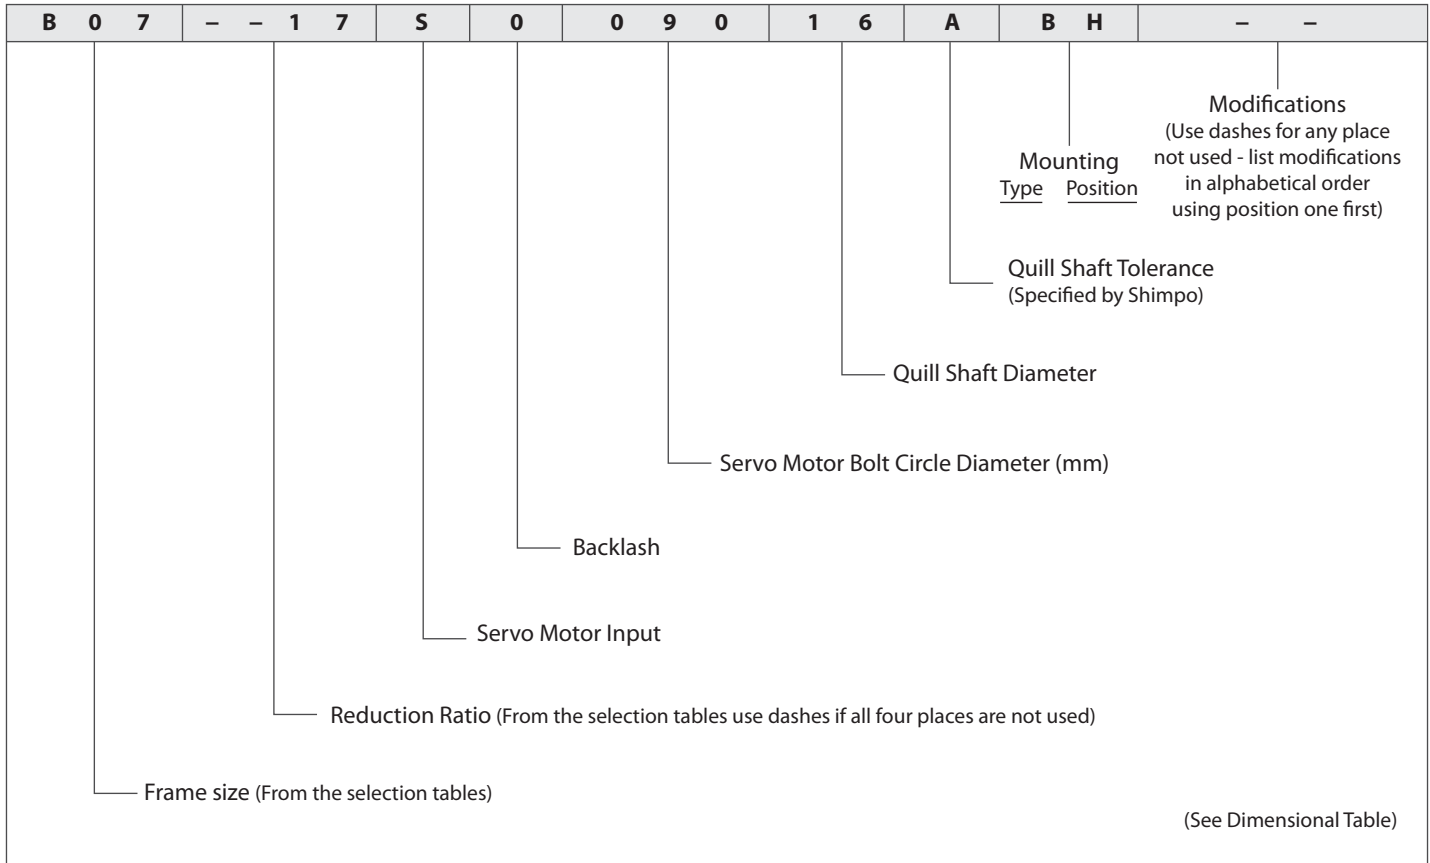 B 0 7 – – 1 7 S 0 0 9 0 1 6 A B H – –
Modifications
(Use dashes for any place
not used - list modifications
in alphabetical order
using position one first)
Mounting
Type Position
Quill Shaft Tolerance
(Specified by Shimpo)
Quill Shaft Diameter
Servo Motor Bolt Circle Diameter (mm)
Backlash
Servo Motor Input
Reduction Ratio (From the selection tables use dashes if all four places are not used)
Frame size (From the selection tables)
(See Dimensional Table)